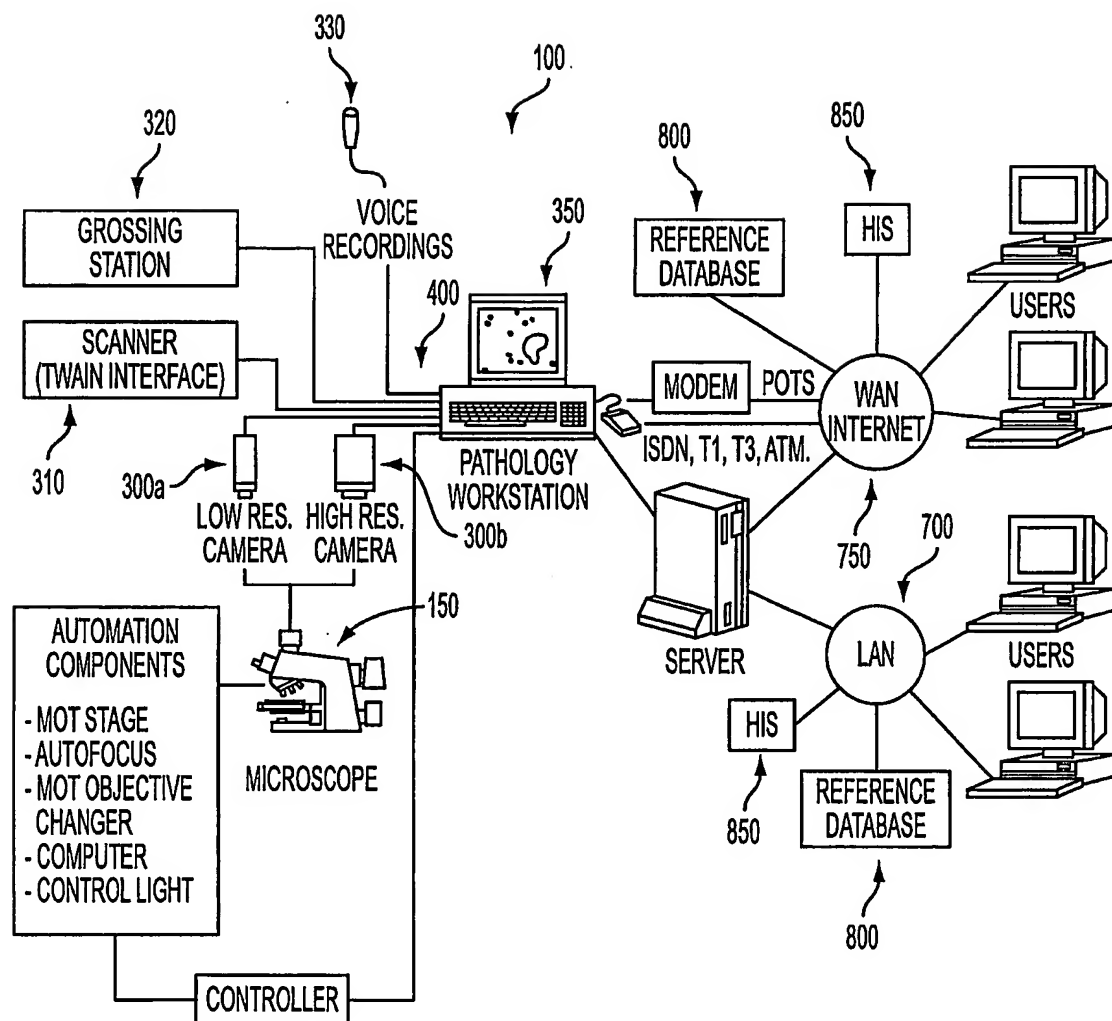 330
100
320
850
800
VOICE
RECORDINGS
350
GROSSING
STATION
HIS
REFERENCE
DATABASE
400
USERS
SCANNER
(TWAIN INTERFACE)
MODEM
POTS
WAN
INTERNET
ISDN, T1, T3, ATM.
310
300a
PATHOLOGY
WORKSTATION
LOW RES.
CAMERA
HIGH RES.
CAMERA
300b
750
700
150
AUTOMATION
COMPONENTS
- MOT STAGE
- AUTOFOCUS
- MOT OBJECTIVE
CHANGER
- COMPUTER
- CONTROL LIGHT
MICROSCOPE
SERVER
LAN
USERS
HIS
850
REFERENCE
DATABASE
800
CONTROLLER